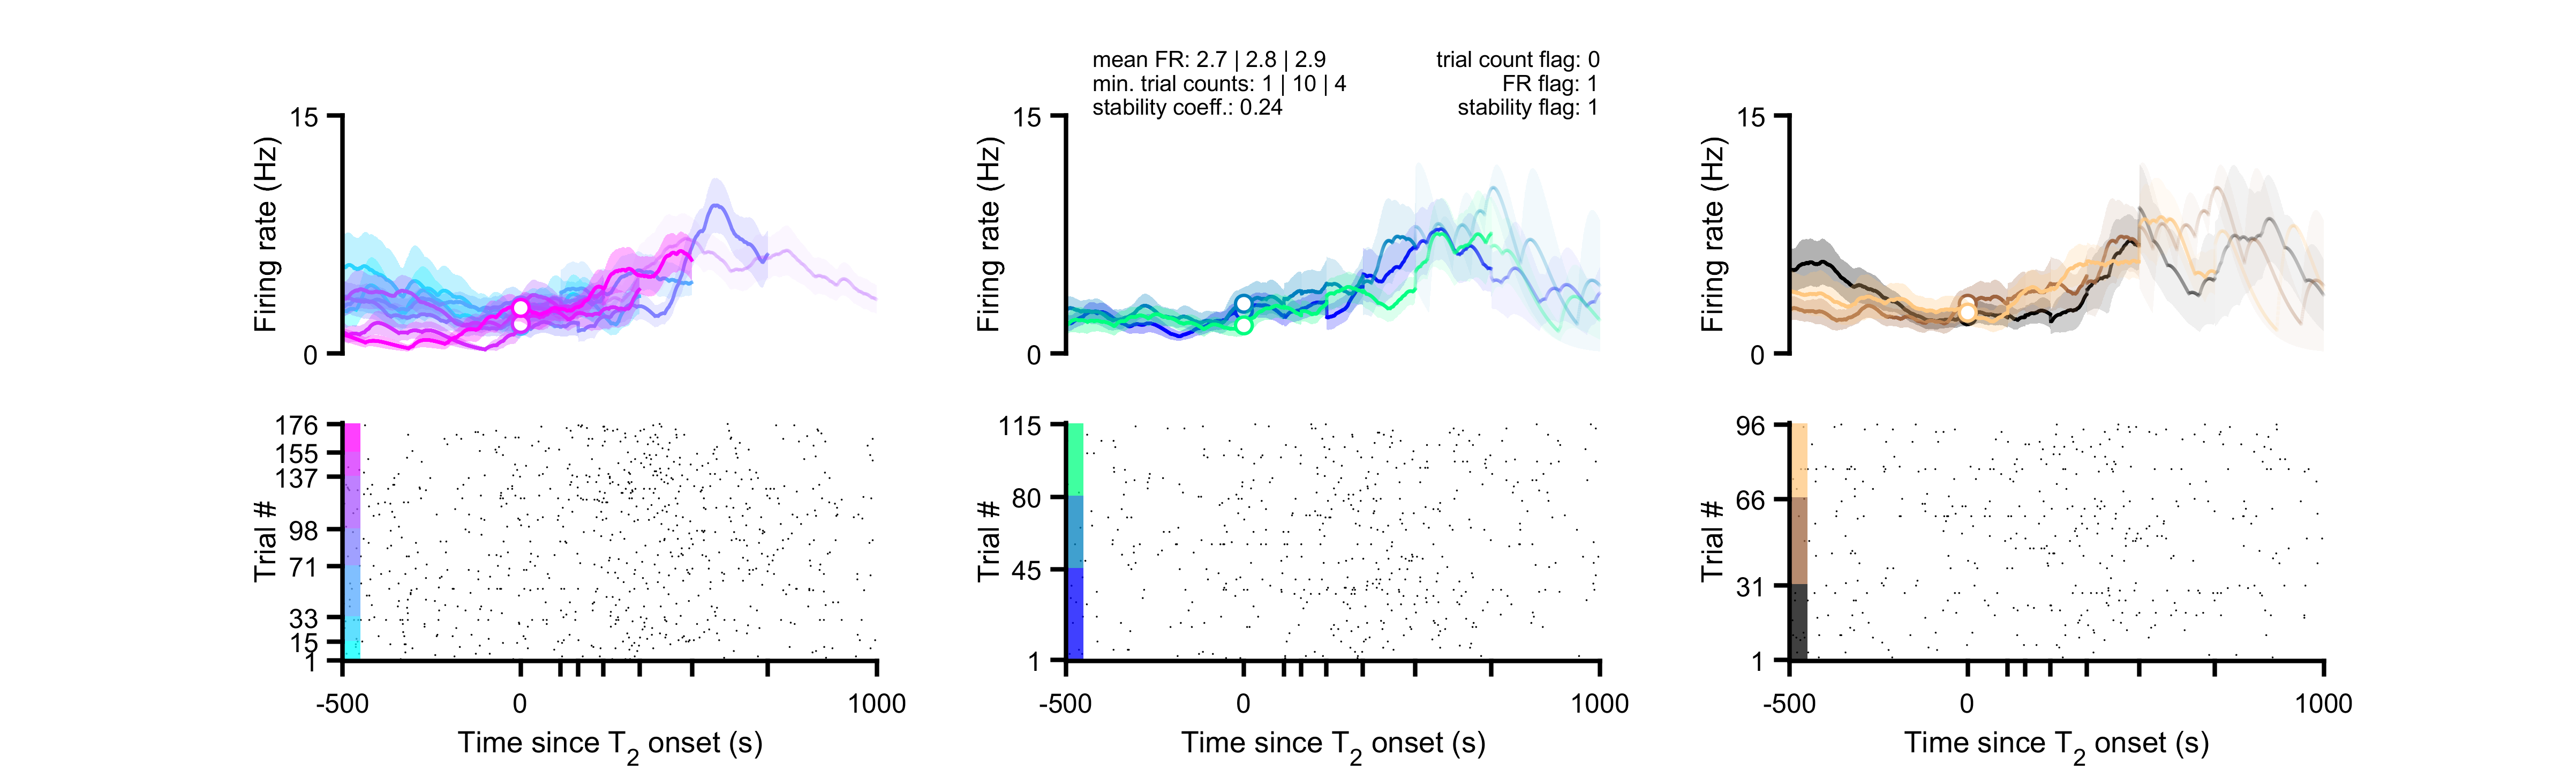 mean FR: 2.7 | 2.8 | 2.9
min. trial counts: 1 | 10 | 4
stability coeff.: 0.24
trial count flag: 0
FR flag: 1
stability flag: 1
15
Firing rate (Hz)
0
15
Firing rate (Hz)
0
15
Firing rate (Hz)
0
176
155
137
98
71
33
15
1
Trial #
-500
0
1000
Time since T2 onset (s)
115
80
45
1
Trial #
-500
0
1000
Time since T2 onset (s)
96
66
31
1
Trial #
-500
0
1000
Time since T2 onset (s)